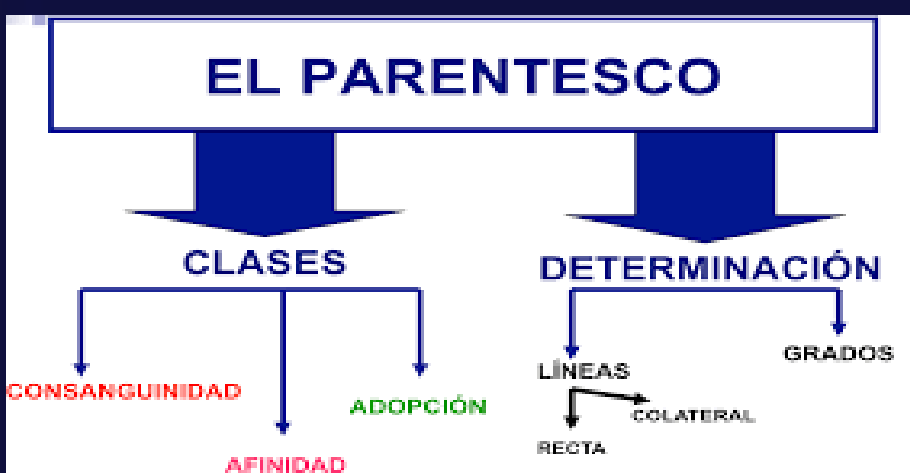 EL PARENTESCO
CLASES
DETERMINACIÓN
CONSANGUINIDAD
AFINIDAD
ADOPCIÓN
LÍNEAS
RECTA
COLATERAL
GRADOS